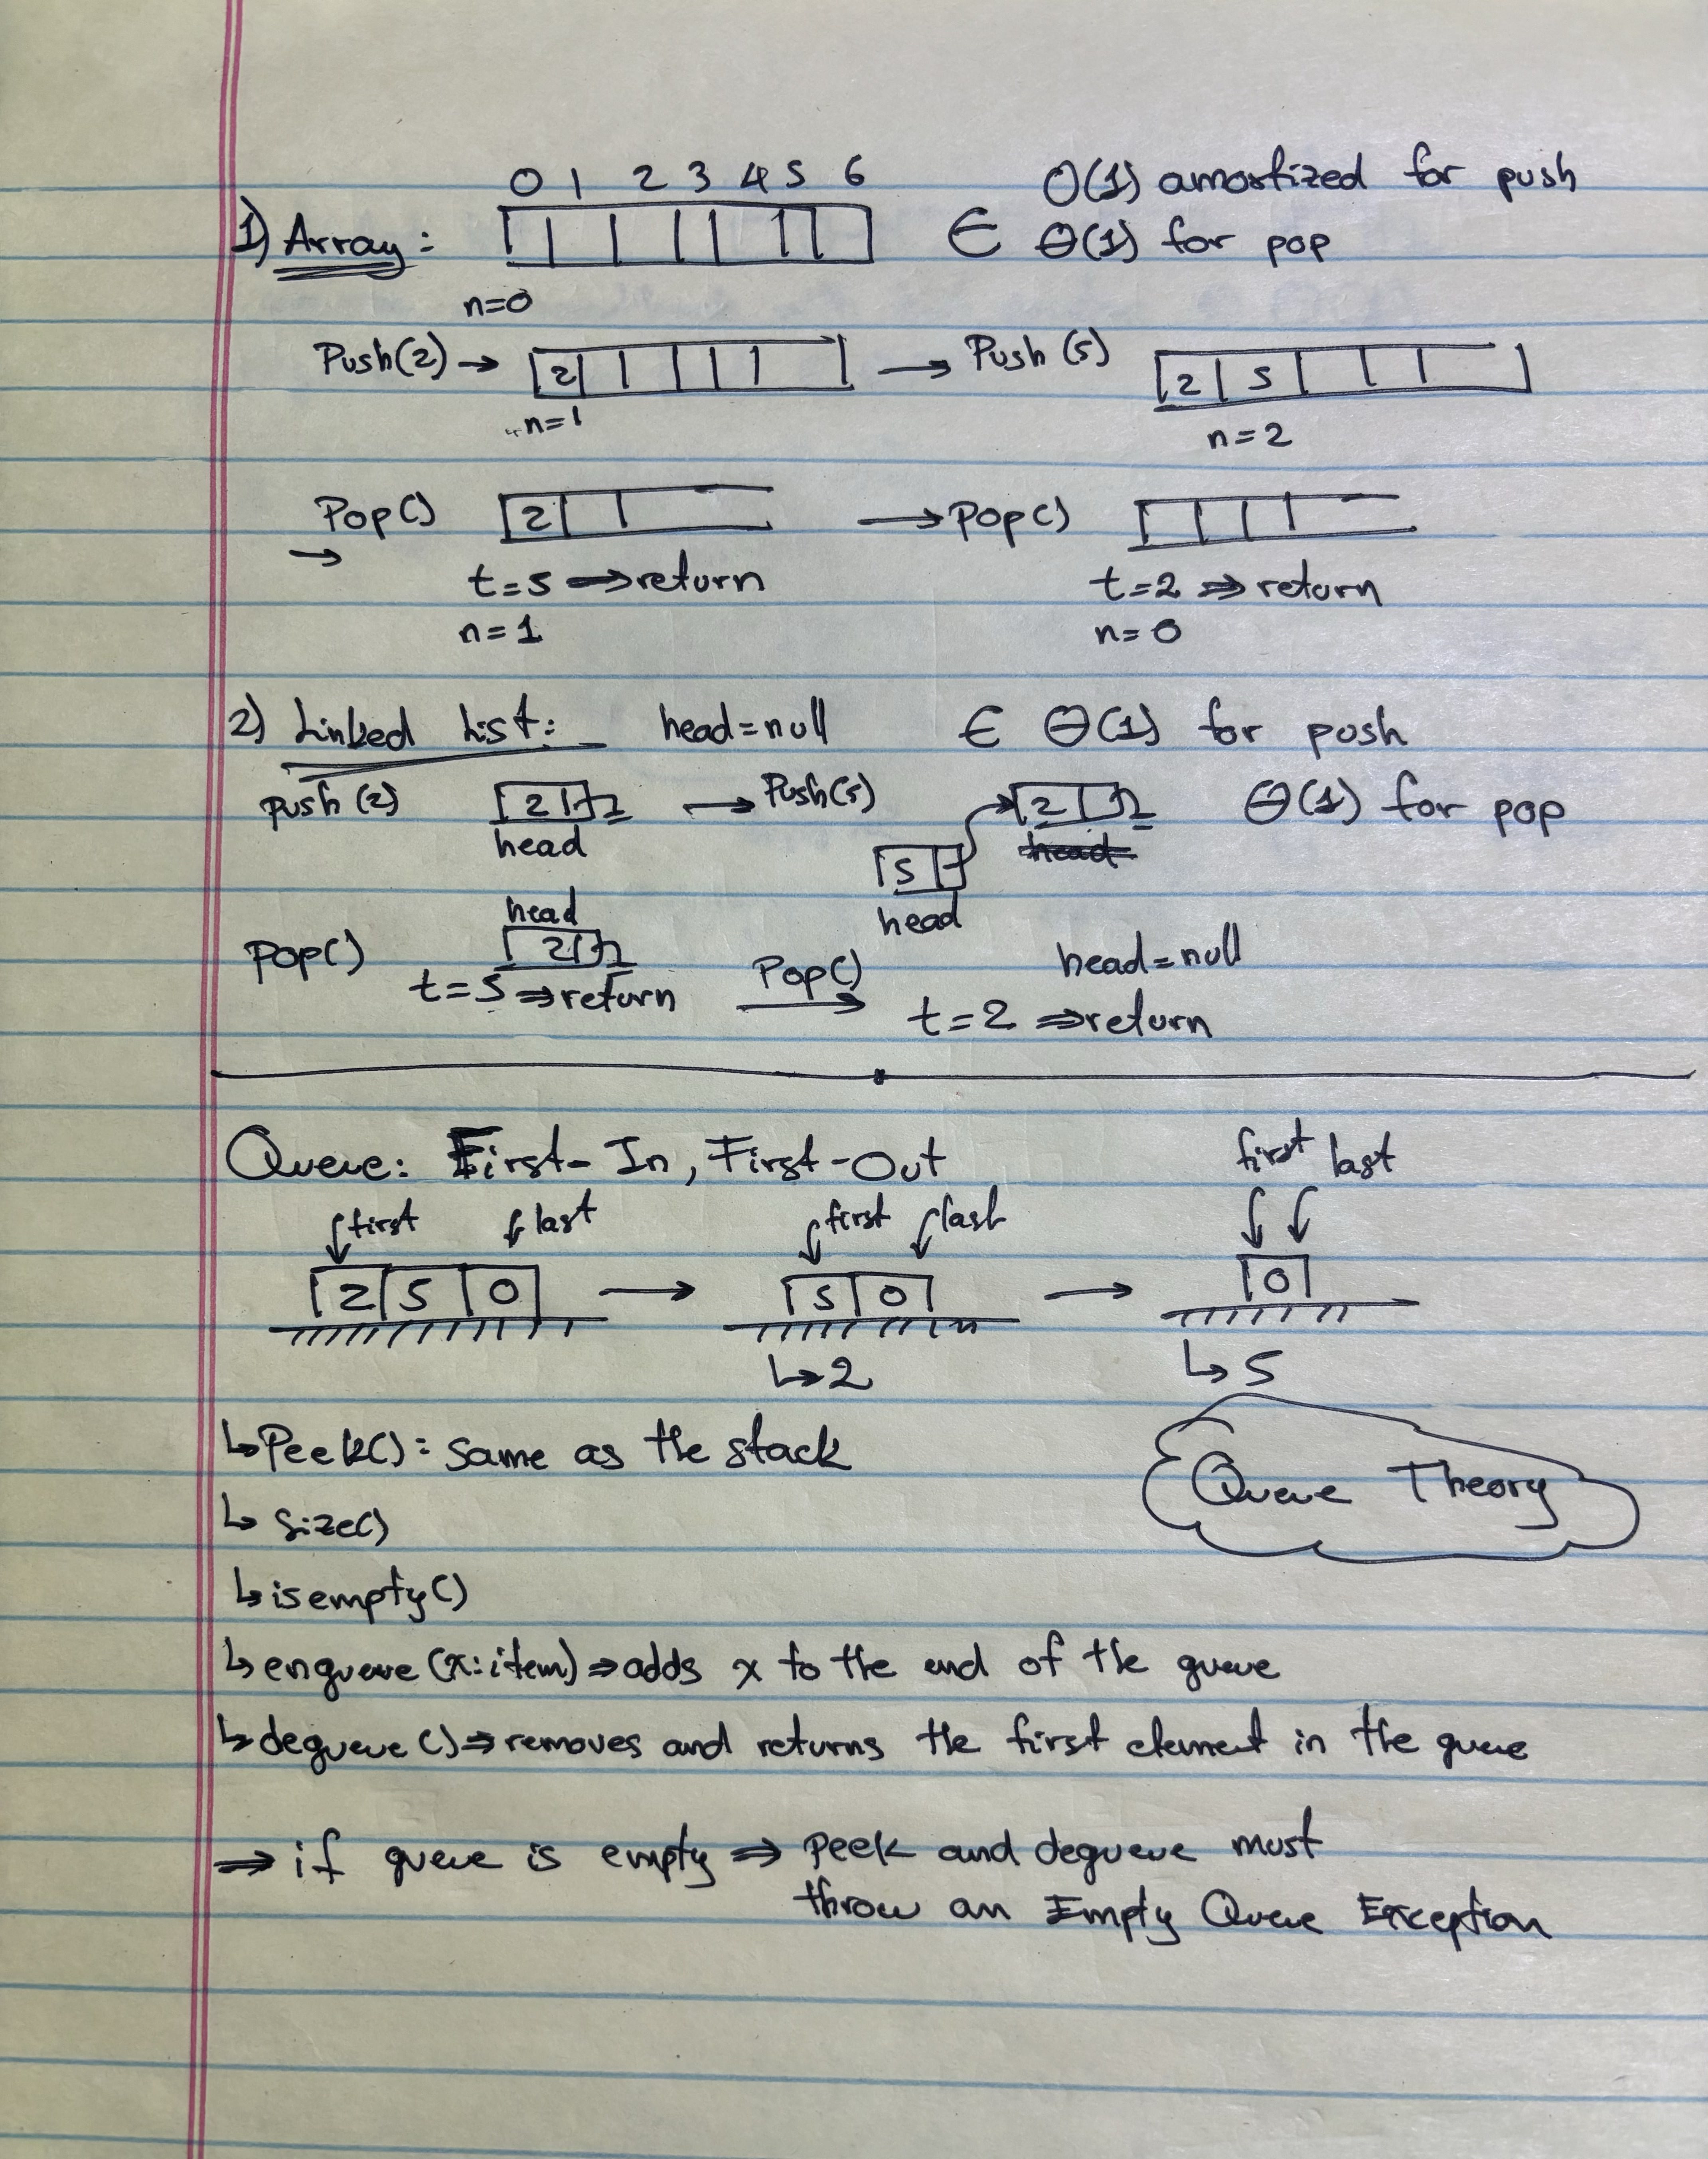 0 1 2 3 4 5 6 O(1) amortized for push
1) Array: ∈ Θ(1) for pop
n=0
Push(2) → 2 → Push(5) 2 5
n=1 n=2
→ Pop() 2 → Pop()
t=5 ⇒ return t=2 ⇒ return
n=1 n=0
2) Linked List: head=null ∈ Θ(1) for push
push(2) 2 → Push(5) 2 Θ(1) for pop
head head
5
head
head
Pop() 2 Pop() → head=null
t=5 ⇒ return t=2 ⇒ return
Queue: First-In, First-Out first last
first last first last
2 5 0 → 5 0 → 0
↳ 2 ↳ 5
↳ Peek(): same as the stack
Queue Theory
↳ size()
↳ isempty()
↳ enqueue(x:item) ⇒ adds x to the end of the queue
↳ dequeue() ⇒ removes and returns the first element in the queue
⇒ if queue is empty ⇒ Peek and dequeue must
throw an Empty Queue Exception